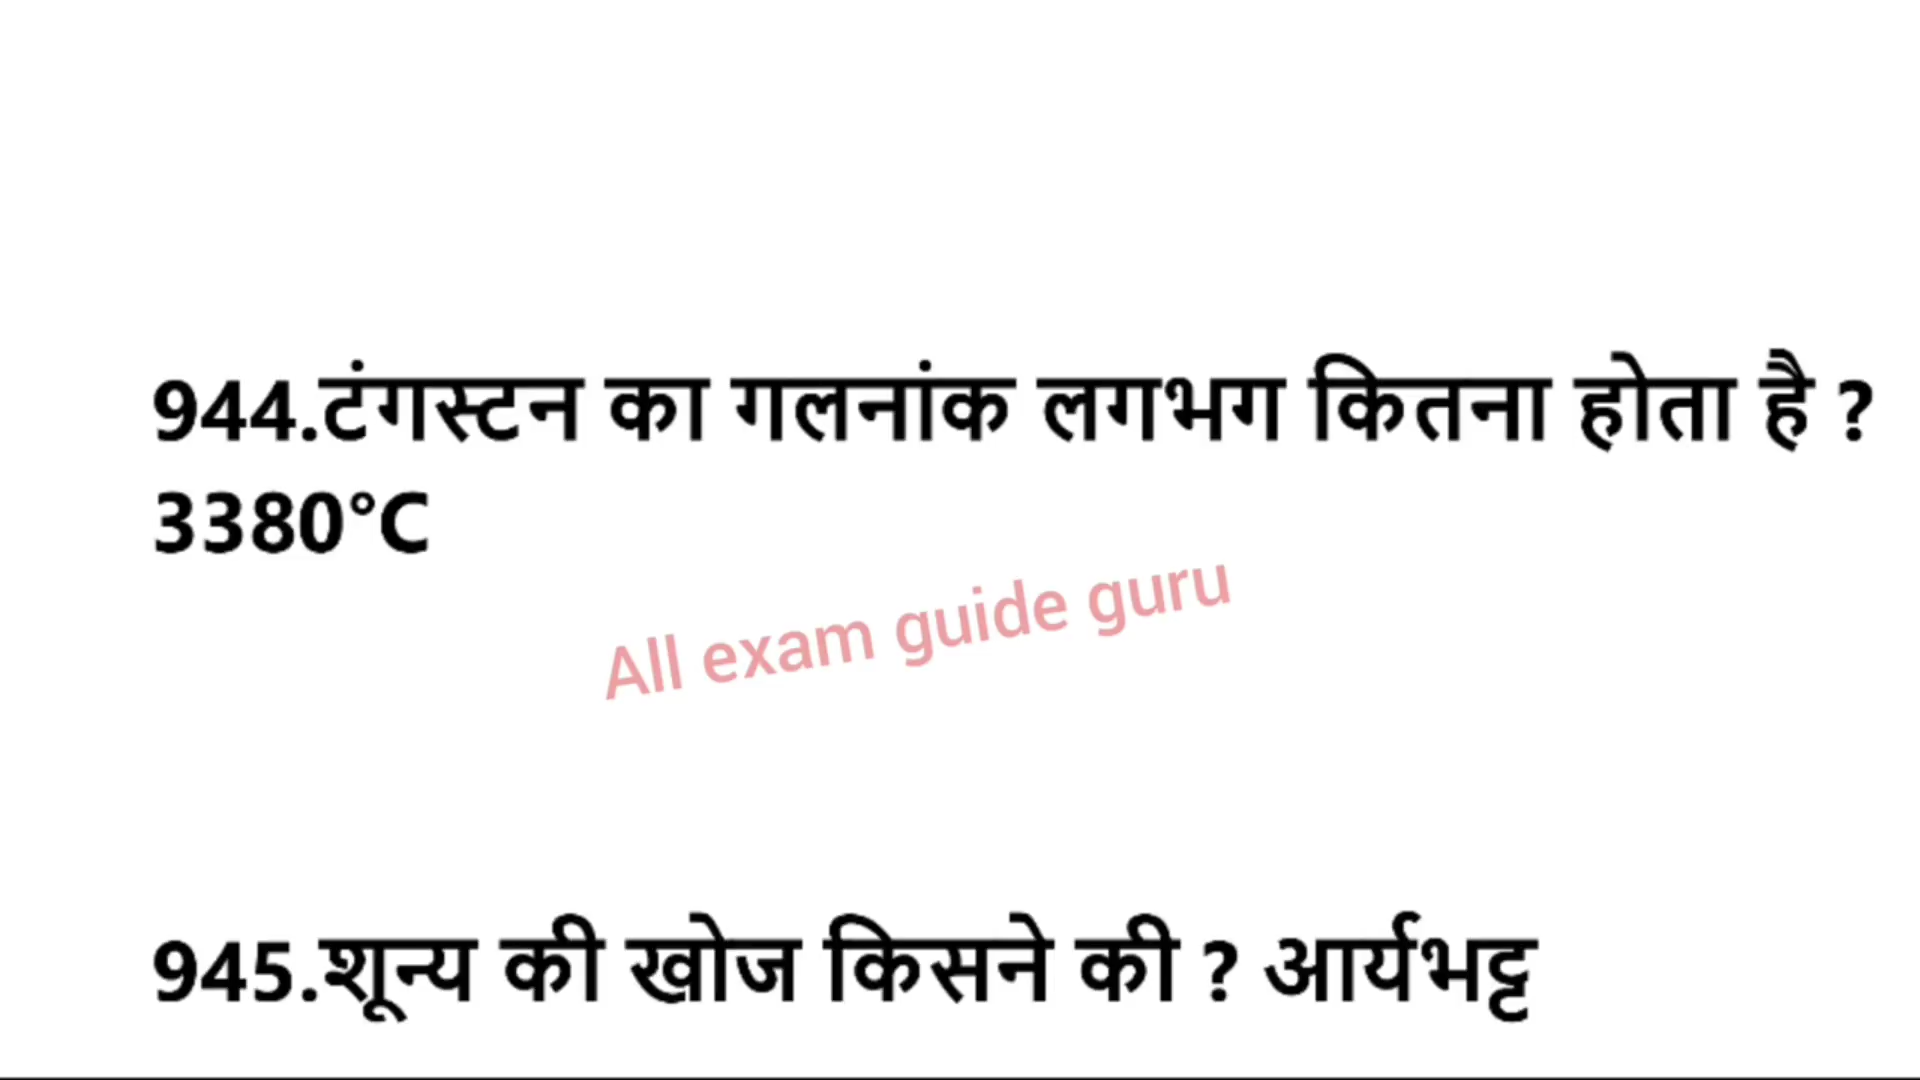 944.टंगस्टन का गलनांक लगभग कितना होता है ?
3380°C
All exam guide guru
945.शून्य की खोज किसने की ? आर्यभट्ट